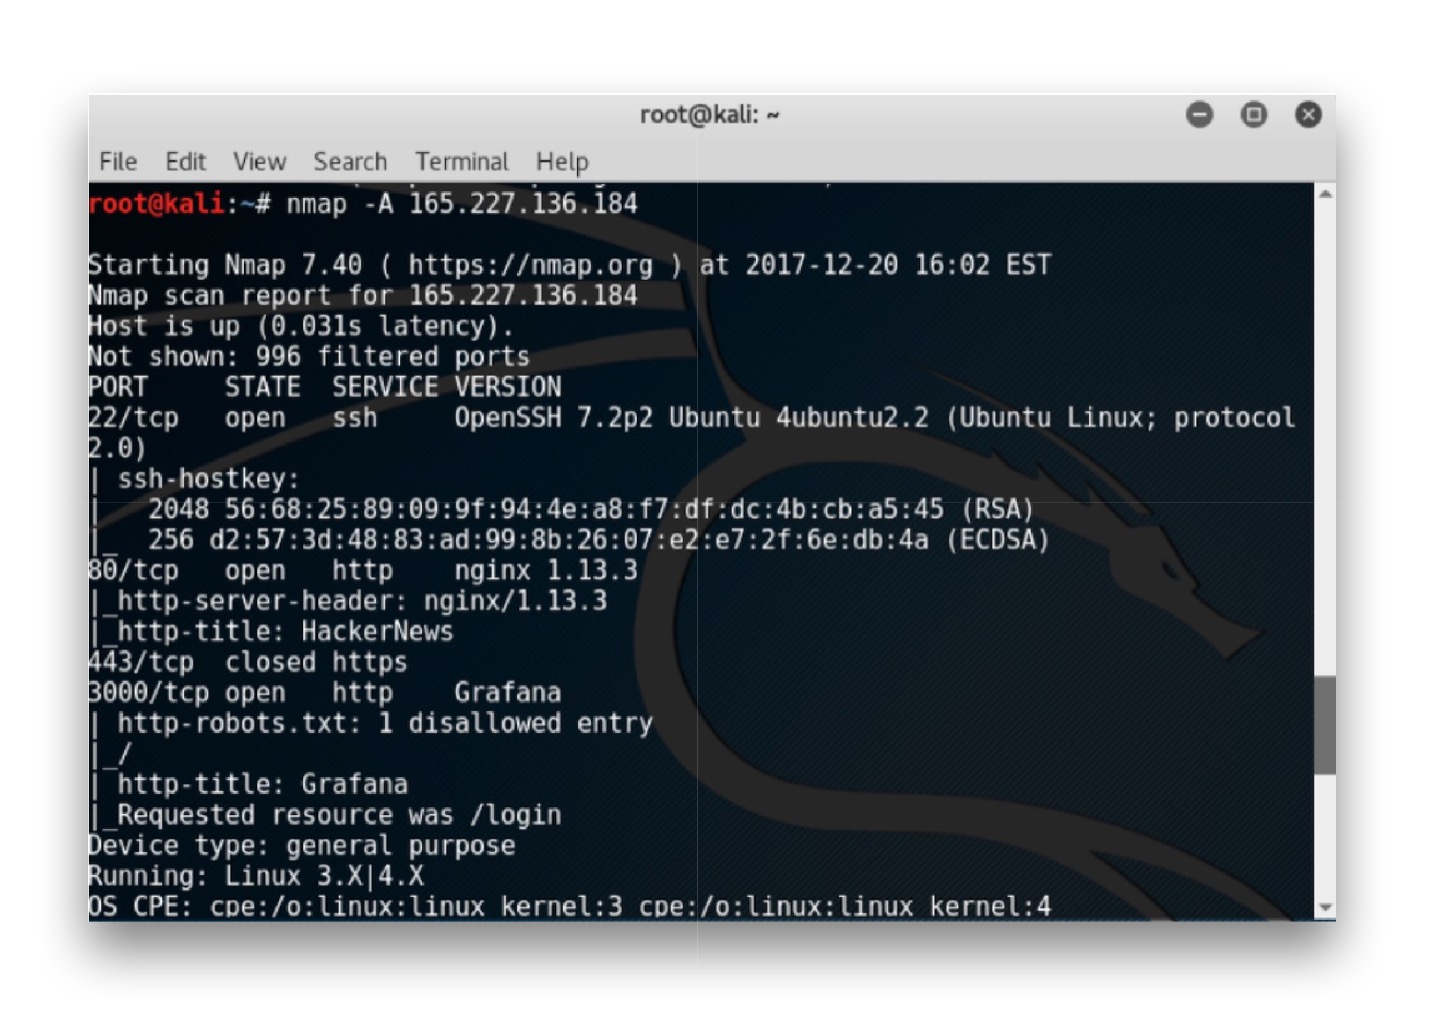 root@kali: ~
File Edit View Search Terminal Help
root@kali:~# nmap -A 165.227.136.184
Starting Nmap 7.40 ( https://nmap.org ) at 2017-12-20 16:02 EST
Nmap scan report for 165.227.136.184
Host is up (0.031s latency).
Not shown: 996 filtered ports
PORT     STATE  SERVICE VERSION
22/tcp   open   ssh     OpenSSH 7.2p2 Ubuntu 4ubuntu2.2 (Ubuntu Linux; protocol
2.0)
| ssh-hostkey:
|   2048 56:68:25:89:09:9f:94:4e:a8:f7:df:dc:4b:cb:a5:45 (RSA)
|_  256 d2:57:3d:48:83:ad:99:8b:26:07:e2:e7:2f:6e:db:4a (ECDSA)
80/tcp   open   http    nginx 1.13.3
|_http-server-header: nginx/1.13.3
|_http-title: HackerNews
443/tcp  closed https
3000/tcp open   http    Grafana
| http-robots.txt: 1 disallowed entry
|_/
| http-title: Grafana
|_Requested resource was /login
Device type: general purpose
Running: Linux 3.X|4.X
OS CPE: cpe:/o:linux:linux_kernel:3 cpe:/o:linux:linux_kernel:4